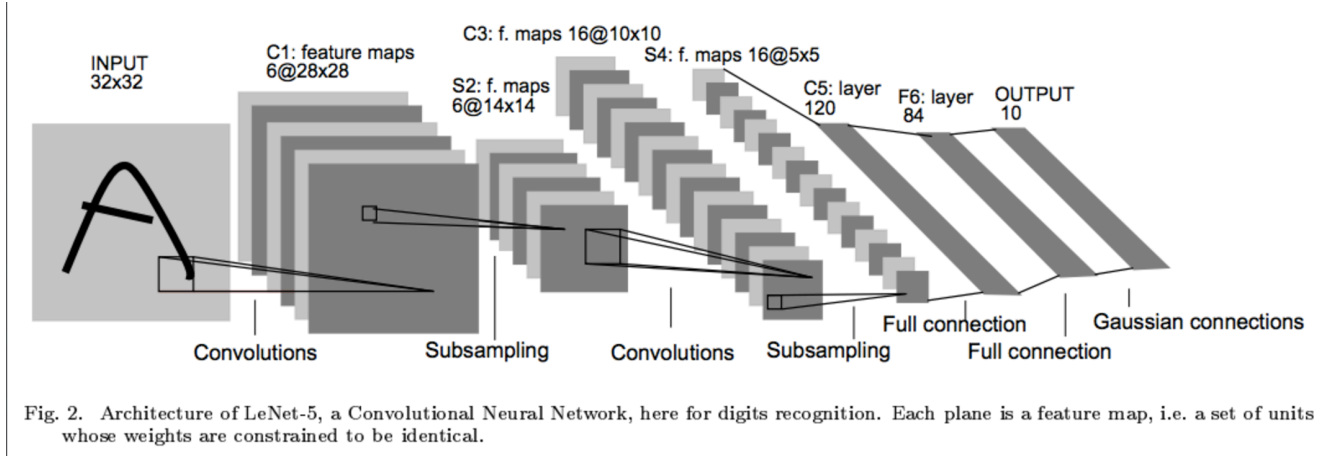 INPUT
32x32
C1: feature maps
6@28x28
S2: f. maps
6@14x14
C3: f. maps 16@10x10
S4: f. maps 16@5x5
C5: layer
120
F6: layer
84
OUTPUT
10
Convolutions
Subsampling
Convolutions
Subsampling
Full connection
Full connection
Gaussian connections
Fig. 2. Architecture of LeNet-5, a Convolutional Neural Network, here for digits recognition. Each plane is a feature map, i.e. a set of units
whose weights are constrained to be identical.